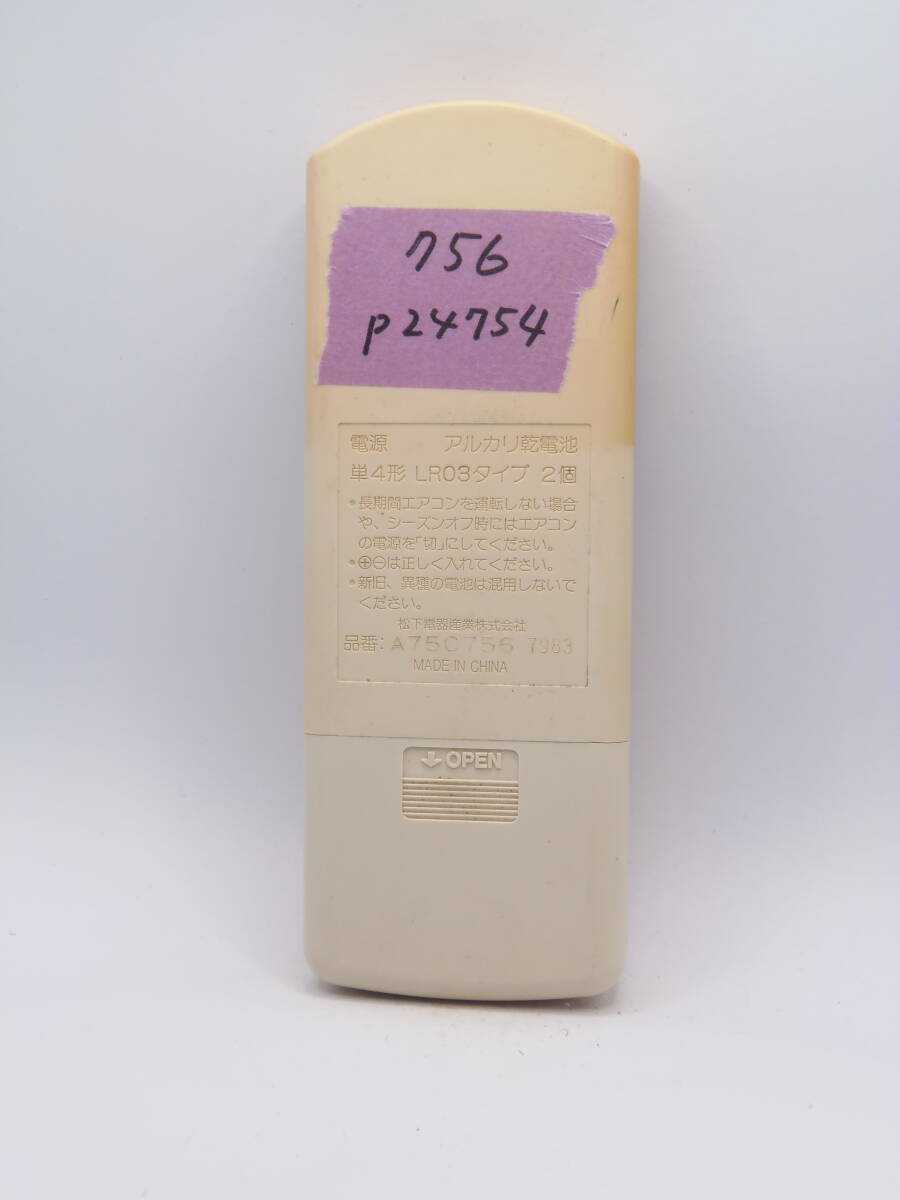 756
P24754
電源 アルカリ乾電池
単4形 LR03タイプ 2個
•長期間エアコンを運転しない場合
や、シーズンオフ時にはエアコン
の電源を「切」にしてください。
•⊕⊖は正しく入れてください。
•新旧、異種の電池は混用しないで
ください。
松下電器産業株式会社
品番: A75C756 7983
MADE IN CHINA
↓OPEN